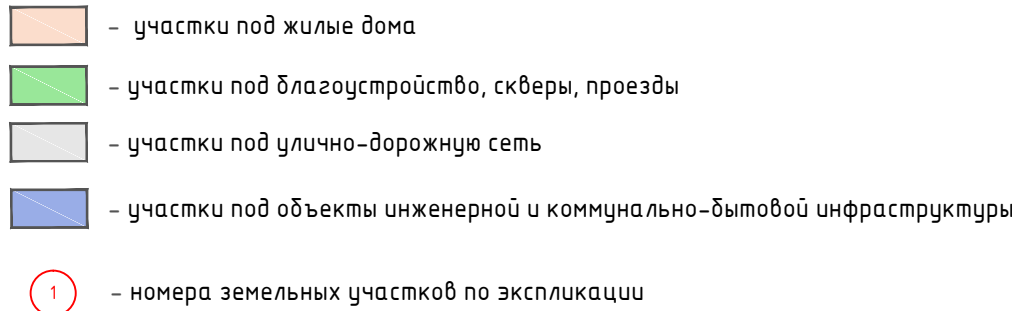 - участки под жилые дома
- участки под благоустройство, скверы, проезды
- участки под улично-дорожную сеть
- участки под объекты инженерной и коммунально-бытовой инфраструктуры
1 - номера земельных участков по экспликации